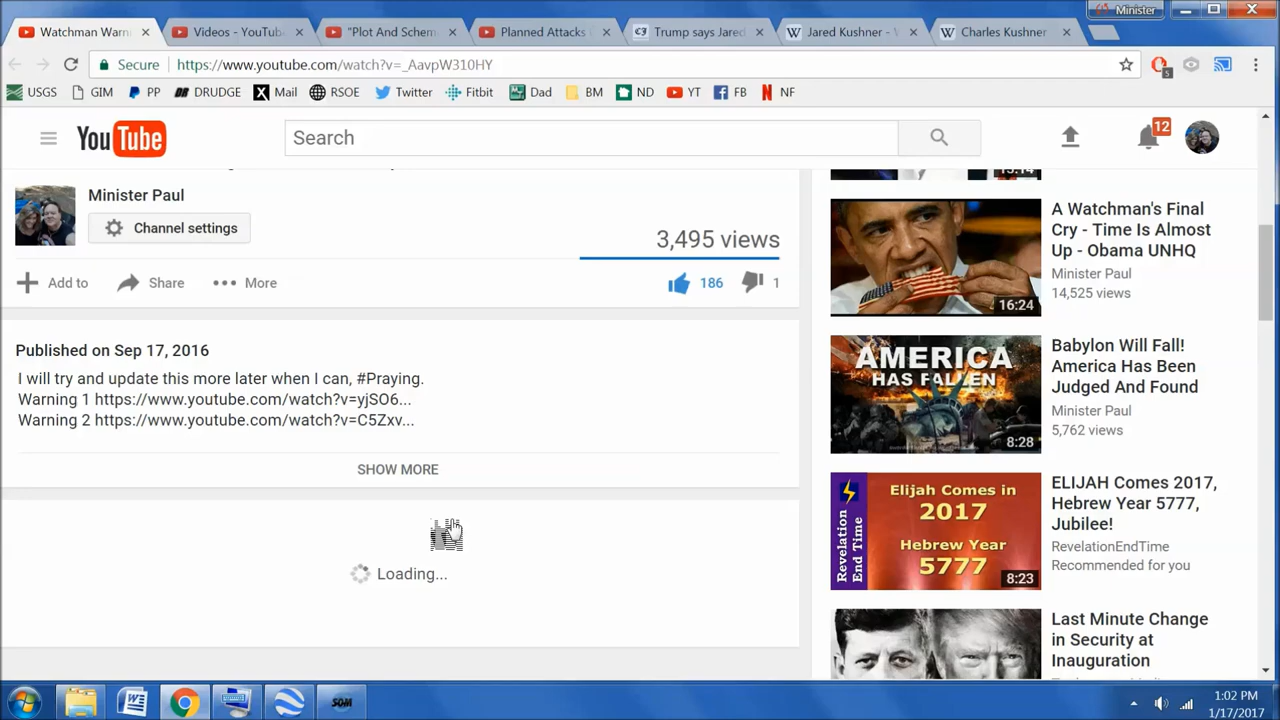 Minister
Watchman Warn
Videos - YouTube
"Plot And Schem
Planned Attacks
Trump says Jared
Jared Kushner - W
Charles Kushner
Secure
https://www.youtube.com/watch?v=_AavpW310HY
5
USGS
GIM
PP
DRUDGE
Mail
RSOE
Twitter
Fitbit
Dad
BM
ND
YT
FB
NF
YouTube
Search
12
Minister Paul
Channel settings
3,495 views
Add to
Share
More
186
1
Published on Sep 17, 2016
I will try and update this more later when I can, #Praying.
Warning 1 https://www.youtube.com/watch?v=yjSO6...
Warning 2 https://www.youtube.com/watch?v=C5Zxv...
SHOW MORE
Loading...
A Watchman's Final
Cry - Time Is Almost
Up - Obama UNHQ
Minister Paul
14,525 views
16:24
AMERICA
HAS FALLEN
8:28
Babylon Will Fall!
America Has Been
Judged And Found
Minister Paul
5,762 views
Revelation
End Time
Elijah Comes in
2017
Hebrew Year
5777
8:23
ELIJAH Comes 2017,
Hebrew Year 5777,
Jubilee!
RevelationEndTime
Recommended for you
Last Minute Change
in Security at
Inauguration
SOM
1:02 PM
1/17/2017